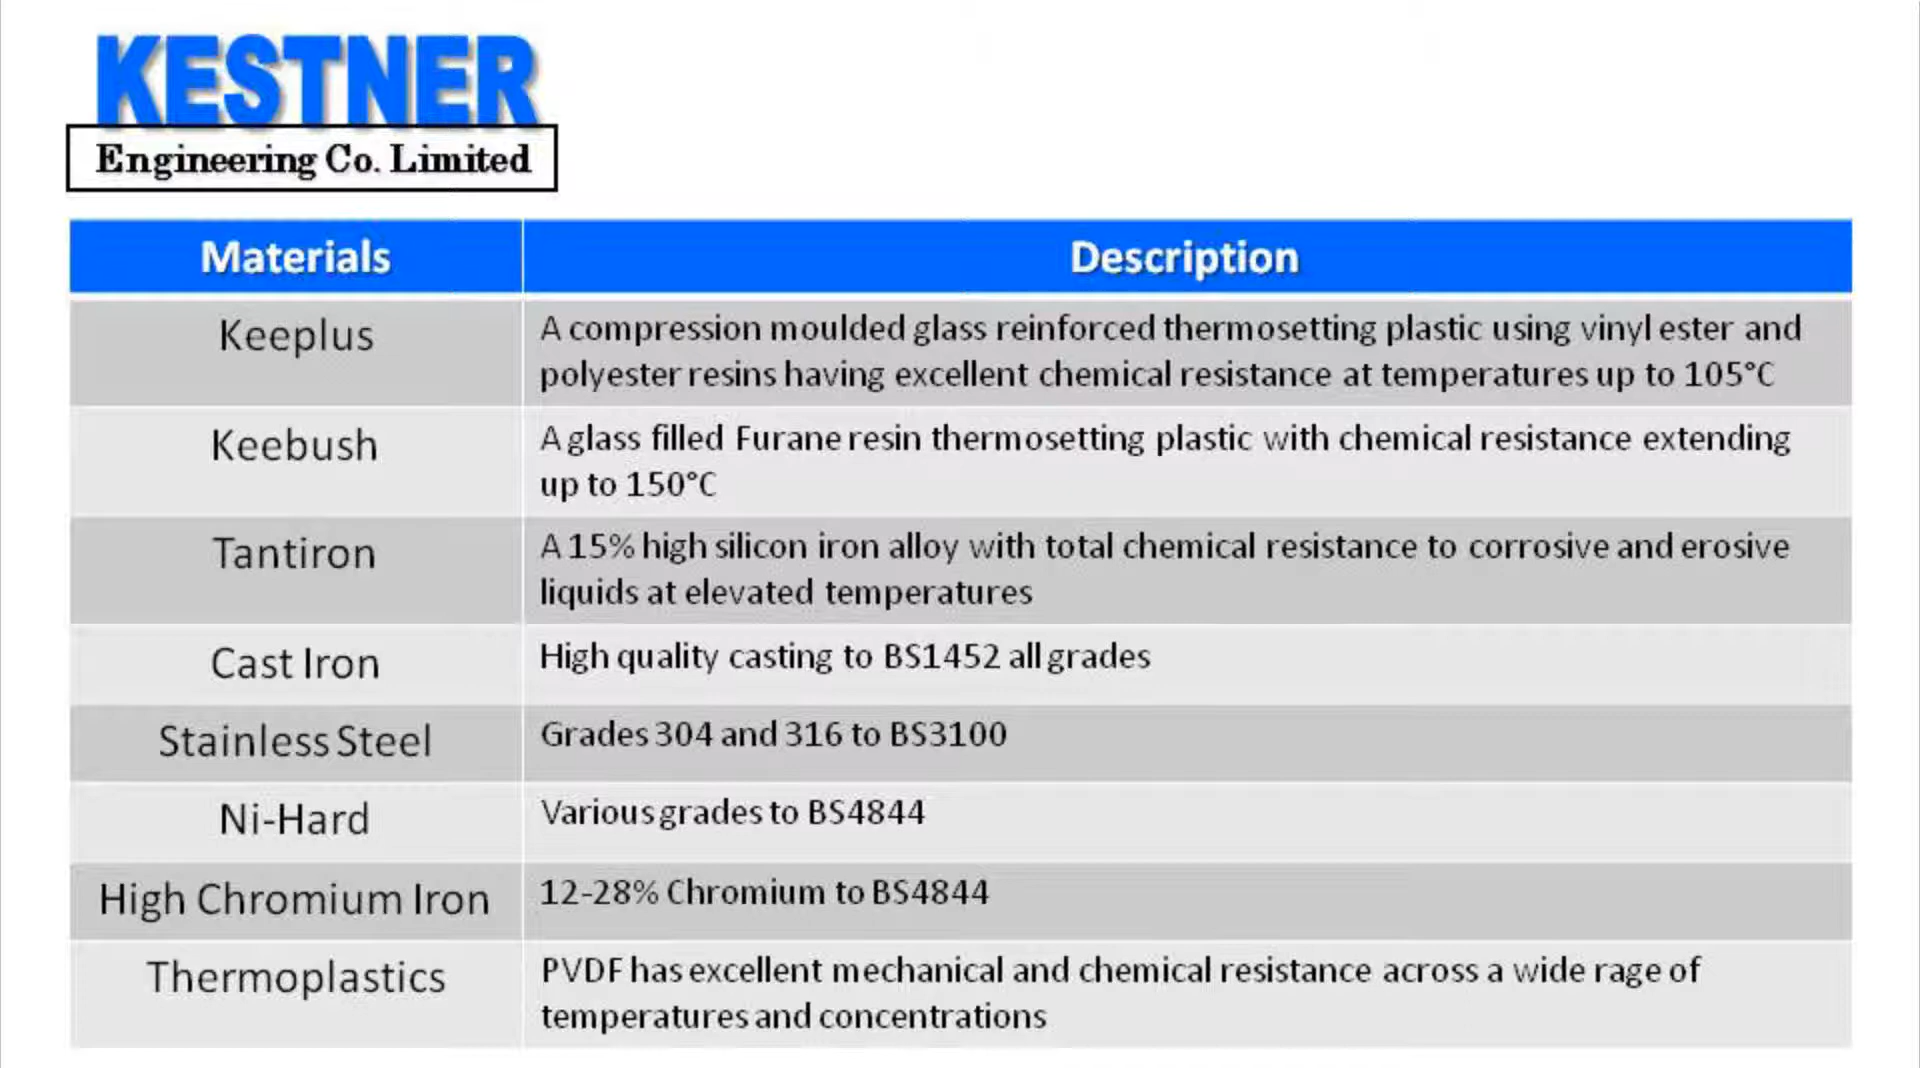 KESTNER
Engineering Co. Limited
Materials
Description
Keeplus
A compression moulded glass reinforced thermosetting plastic using vinyl ester and
polyester resins having excellent chemical resistance at temperatures up to 105°C
Keebush
A glass filled Furane resin thermosetting plastic with chemical resistance extending
up to 150°C
Tantiron
A 15% high silicon iron alloy with total chemical resistance to corrosive and erosive
liquids at elevated temperatures
Cast Iron
High quality casting to BS1452 all grades
Stainless Steel
Grades 304 and 316 to BS3100
Ni-Hard
Various grades to BS4844
High Chromium Iron
12-28% Chromium to BS4844
Thermoplastics
PVDF has excellent mechanical and chemical resistance across a wide rage of
temperatures and concentrations